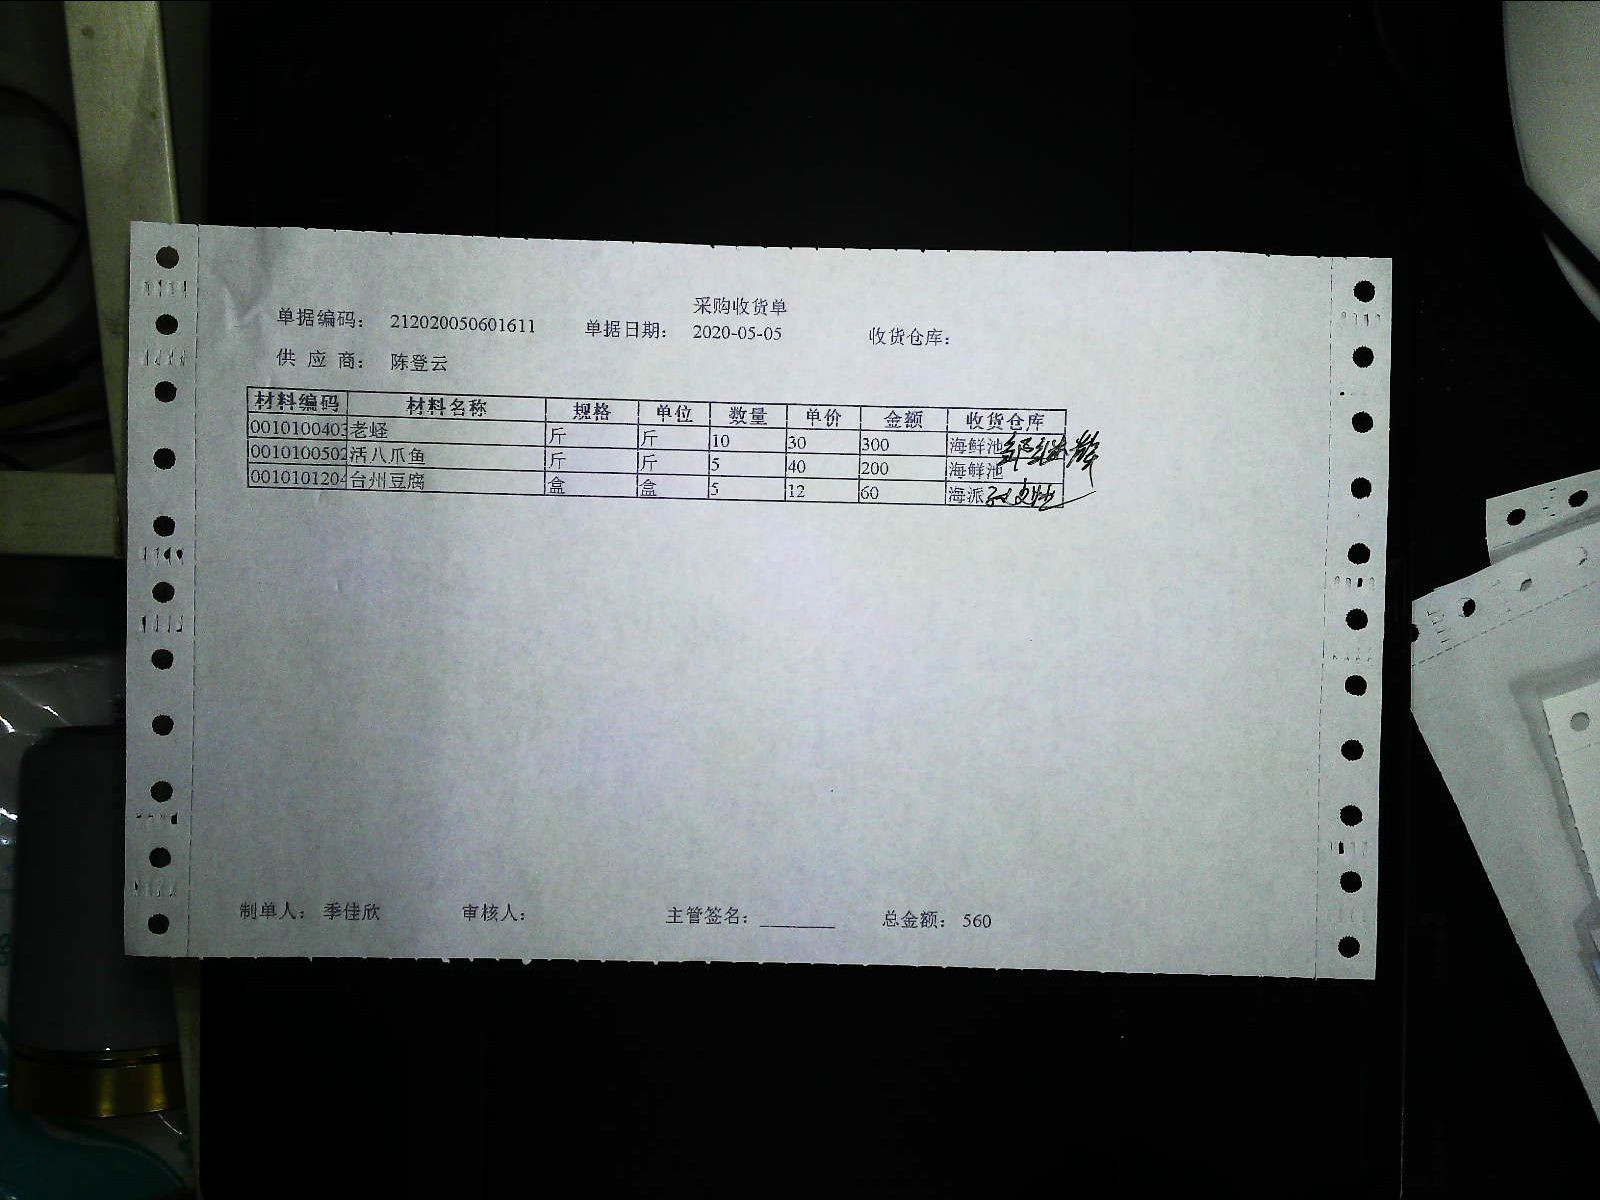 采购收货单
单据编码： 212020050601611 单据日期： 2020-05-05 收货仓库：
供 应 商： 陈登云
材料编码 材料名称 规格 单位 数量 单价 金额 收货仓库
0010100403 老蛏 斤 斤 10 30 300 海鲜池
0010100502 活八爪鱼 斤 斤 5 40 200 海鲜池
0010101204 台州豆腐 盒 盒 5 12 60 海派
制单人： 季佳欣 审核人： 主管签名： 总金额： 560